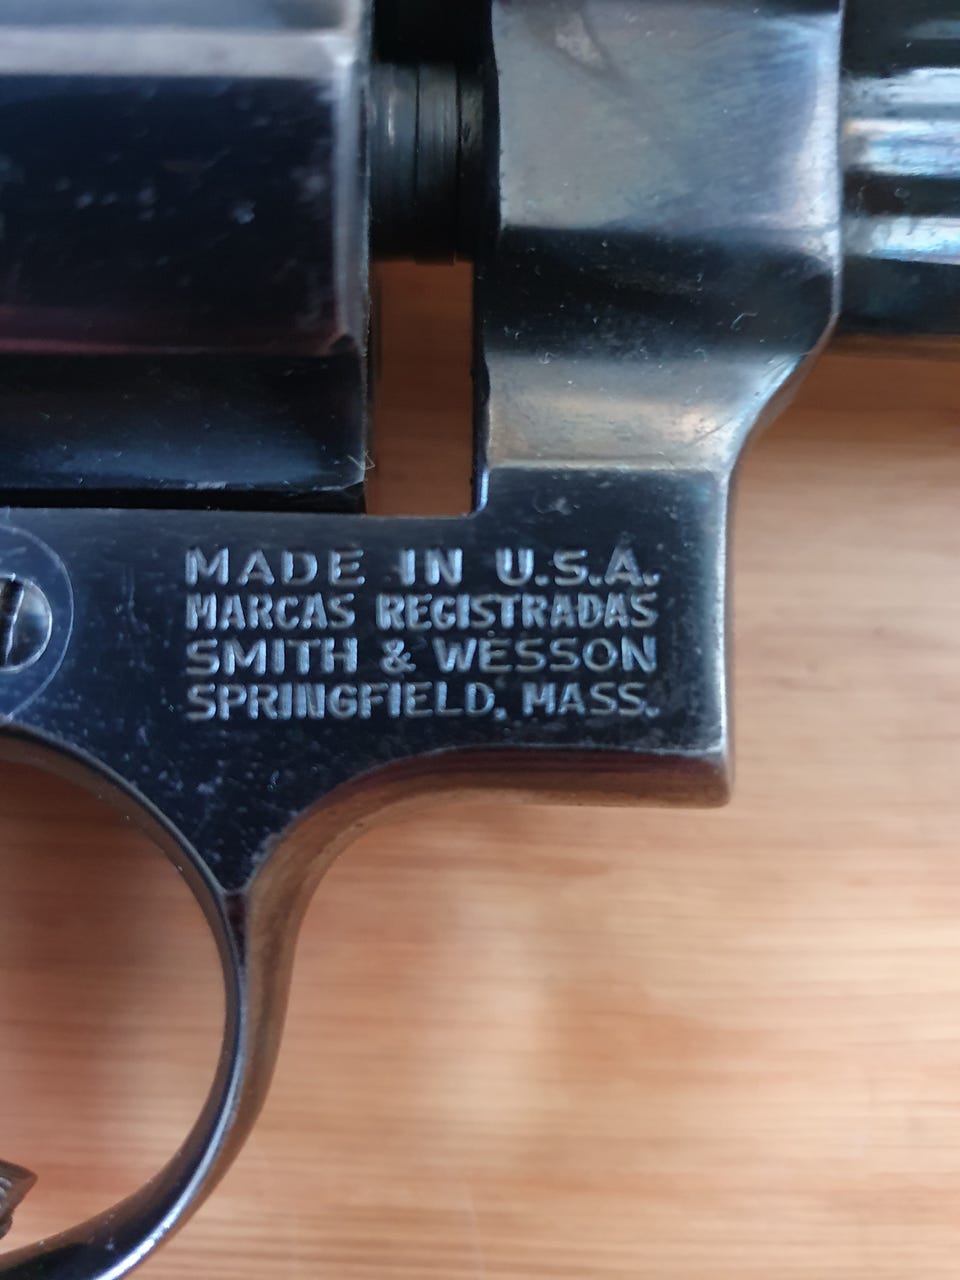 MADE IN U.S.A.
MARCAS REGISTRADAS
SMITH & WESSON
SPRINGFIELD, MASS.